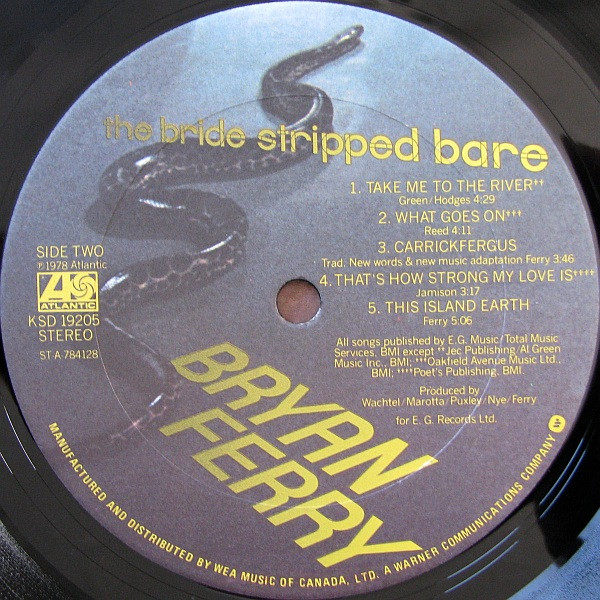 the bride stripped bare
1. TAKE ME TO THE RIVER††
Green/Hodges 4:29
2. WHAT GOES ON†††
Reed 4:11
3. CARRICKFERGUS
Trad. New words & new music adaptation Ferry 3:46
4. THAT'S HOW STRONG MY LOVE IS††††
Jamison 3:17
5. THIS ISLAND EARTH
Ferry 5:06
SIDE TWO
℗1978 Atlantic
ATLANTIC
KSD 19205
STEREO
ST A 784128
All songs published by E.G. Music/Total Music
Services, BMI except **Jec Publishing/Al Green
Music Inc., BMI; ***Oakfield Avenue Music Ltd.,
BMI; ****Poet's Publishing, BMI.
Produced by
Wachtel/Marotta/Puxley/Nye/Ferry
for E. G. Records Ltd.
BRYAN
FERRY
MANUFACTURED AND DISTRIBUTED BY WEA MUSIC OF CANADA, LTD. A WARNER COMMUNICATIONS COMPANY